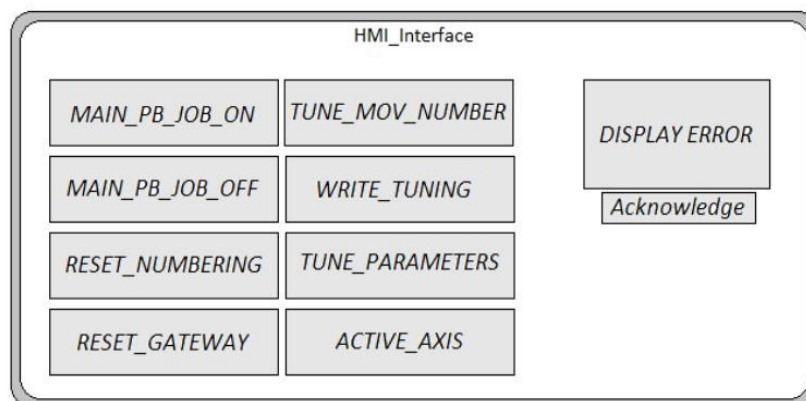 HMI_Interface
MAIN_PB_JOB_ON
TUNE_MOV_NUMBER
MAIN_PB_JOB_OFF
WRITE_TUNING
RESET_NUMBERING
TUNE_PARAMETERS
RESET_GATEWAY
ACTIVE_AXIS
DISPLAY ERROR
Acknowledge